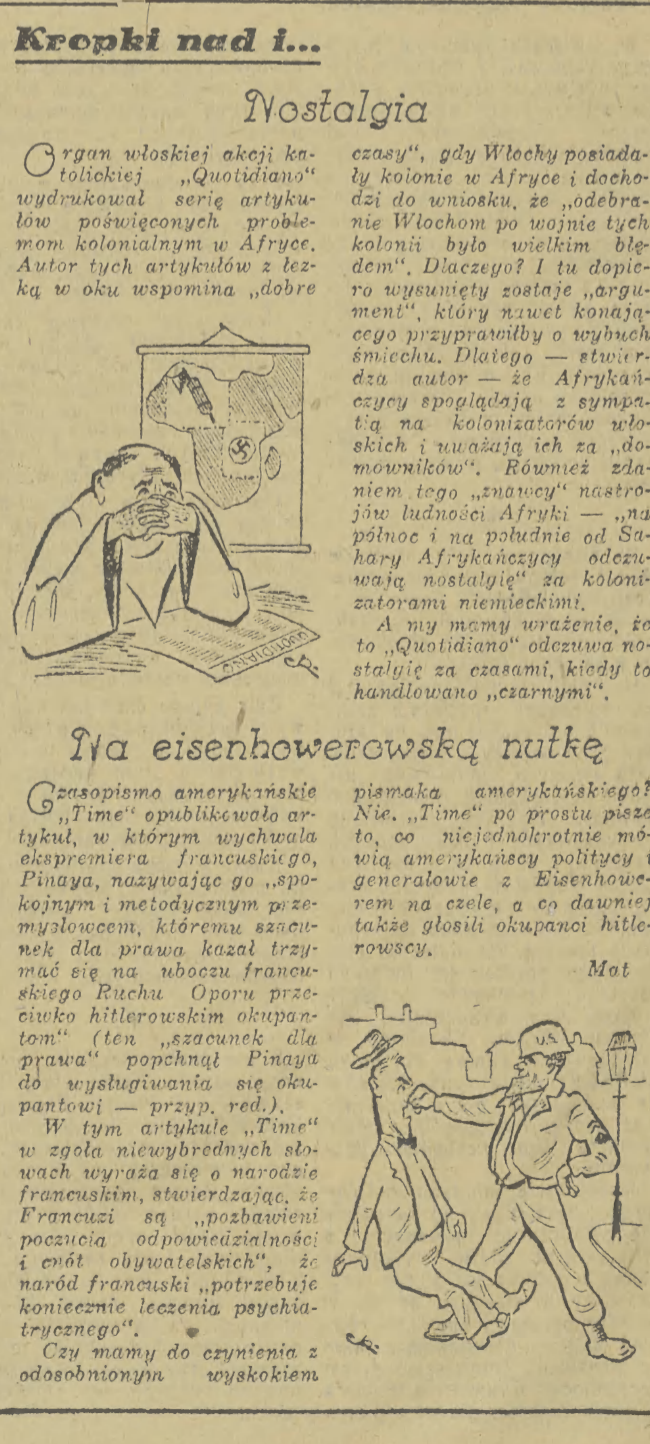 Kropki nad i...
Nostalgia
Organ włoskiej akcji ka-
tolickiej „Quotidiano“
wydrukował serię artyku-
łów poświęconych proble-
mom kolonialnym w Afryce.
Autor tych artykułów z łez-
ką w oku wspomina „dobre
QUOTIDIANO
czasy“, gdy Włochy posiada-
ły kolonie w Afryce i docho-
dzi do wniosku, że „odebra-
nie Włochom po wojnie tych
kolonii było wielkim błę-
dem“. Dlaczego? I tu dopie-
ro wysunięty zostaje „argu-
ment“, który nawet konają-
cego przyprawiłby o wybuch
śmiechu. Dlatego — stwier-
dza autor — że Afrykań-
czycy spoglądają z sympa-
tią na kolonizatorów wło-
skich i uważają ich za „do-
mowników“. Również zda-
niem tego „znawcy“ nastro-
jów ludności Afryki — „na
północ i na południe od Sa-
hary Afrykańczycy odczu-
wają nostalgię“ za koloni-
zatorami niemieckimi.
A my mamy wrażenie, że
to „Quotidiano“ odczuwa no-
stalgię za czasami, kiedy to
handlowano „czarnymi“.
Na eisenhowerowską nutkę
Czasopismo amerykańskie
„Time“ opublikowało ar-
tykuł, w którym wychwala
ekspremiera francuskiego,
Pinaya, nazywając go „spo-
kojnym i metodycznym prze-
mysłowcem, któremu szacu-
nek dla prawa kazał trzy-
mać się na uboczu francu-
skiego Ruchu Oporu prze-
ciwko hitlerowskim okupan-
tom“ (ten „szacunek dla
prawa“ popchnął Pinaya
do wysługiwania się oku-
pantowi — przyp. red.).
W tym artykule „Time“
w zgoła niewybrednych sło-
wach wyraża się o narodzie
francuskim, stwierdzając, że
Francuzi są „pozbawieni
poczucia odpowiedzialności
i cnót obywatelskich“, że
naród francuski „potrzebuje
koniecznie leczenia psychia-
trycznego“.
Czy mamy do czynienia z
odosobnionym wyskokiem
pismaka amerykańskiego?
Nie. „Time“ po prostu pisze
to, co niejednokrotnie mó-
wią amerykańscy politycy i
generałowie z Eisenhowe-
rem na czele, a co dawniej
także głosili okupanci hitle-
rowscy.
Mat
U.S.